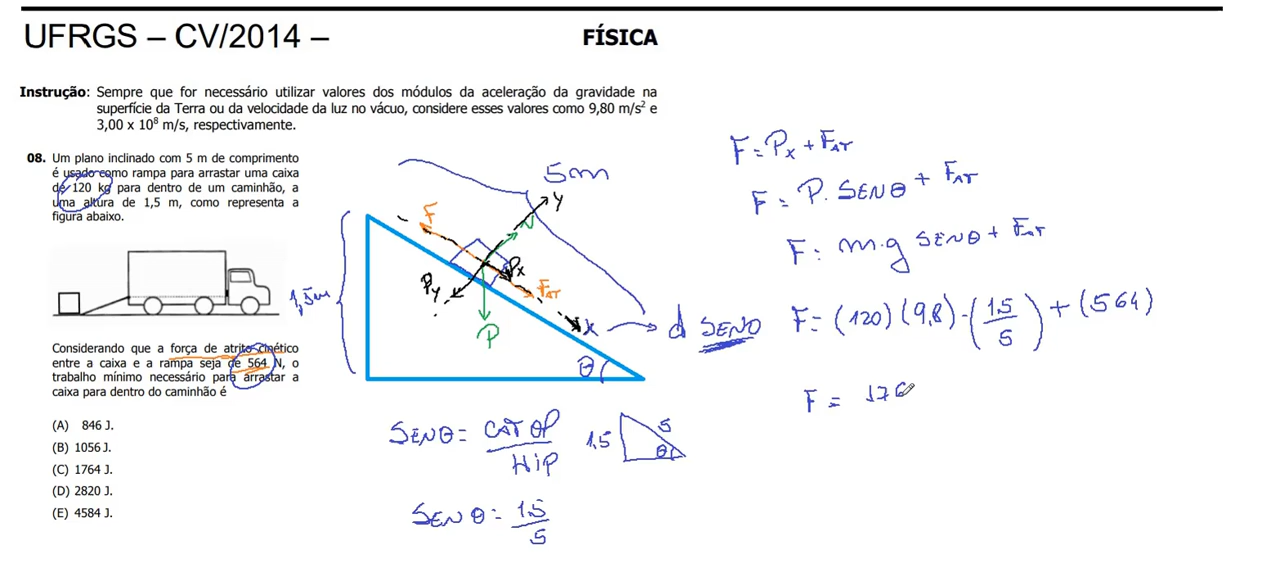 UFRGS – CV/2014 –
FÍSICA
Instrução: Sempre que for necessário utilizar valores dos módulos da aceleração da gravidade na
superfície da Terra ou da velocidade da luz no vácuo, considere esses valores como 9,80 m/s² e
3,00 x 10⁸ m/s, respectivamente.
08. Um plano inclinado com 5 m de comprimento
é usado como rampa para arrastar uma caixa
de 120 kg para dentro de um caminhão, a
uma altura de 1,5 m, como representa a
figura abaixo.
Considerando que a força de atrito cinético
entre a caixa e a rampa seja de 564 N, o
trabalho mínimo necessário para arrastar a
caixa para dentro do caminhão é
(A) 846 J.
(B) 1056 J.
(C) 1764 J.
(D) 2820 J.
(E) 4584 J.
5m
Y
F
N
Px
Py
FAT
P
X
1,5m
θ
d SENO
SENθ = CAT OP
HIP
1,5
5
θ
SENθ = 1,5
5
F = Px + FAT
F = P. SENθ + FAT
F = m.g SENθ + FAT
F = (120)(9,8).(1,5/5) + (564)
F = 176